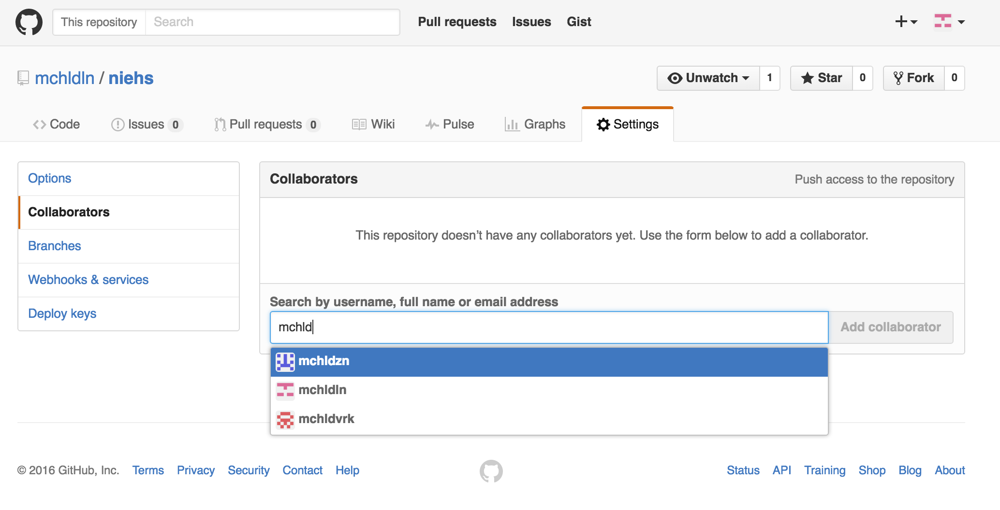 This repository Search Pull requests Issues Gist
mchldln / niehs Unwatch 1 Star 0 Fork 0
Code Issues 0 Pull requests 0 Wiki Pulse Graphs Settings
Options
Collaborators
Branches
Webhooks & services
Deploy keys
Collaborators Push access to the repository
This repository doesn’t have any collaborators yet. Use the form below to add a collaborator.
Search by username, full name or email address
mchld Add collaborator
mchldzn
mchldln
mchldvrk
© 2016 GitHub, Inc. Terms Privacy Security Contact Help Status API Training Shop Blog About